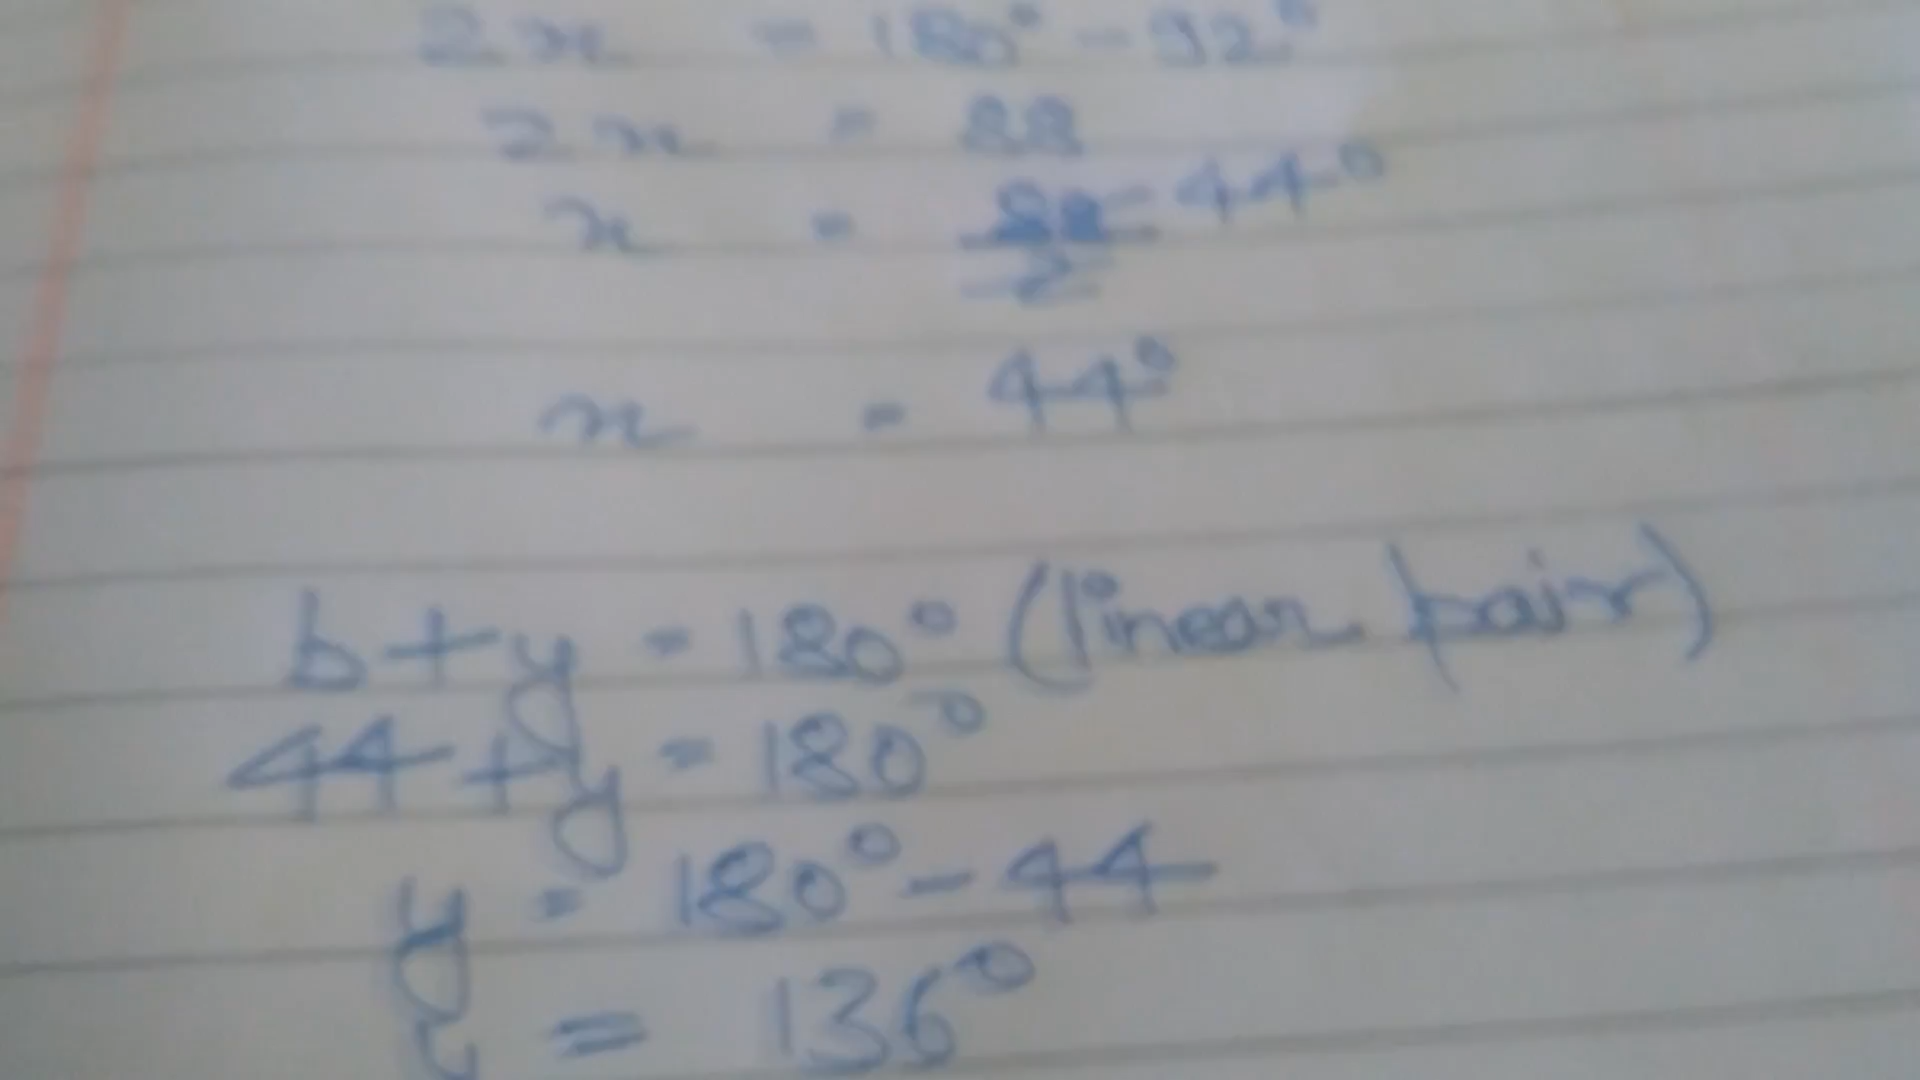 2x = 180° - 92°
2x = 88
x = 88/2 = 44°
x = 44°
b+y = 180° (linear pair)
44+y = 180°
y = 180° - 44
y = 136°